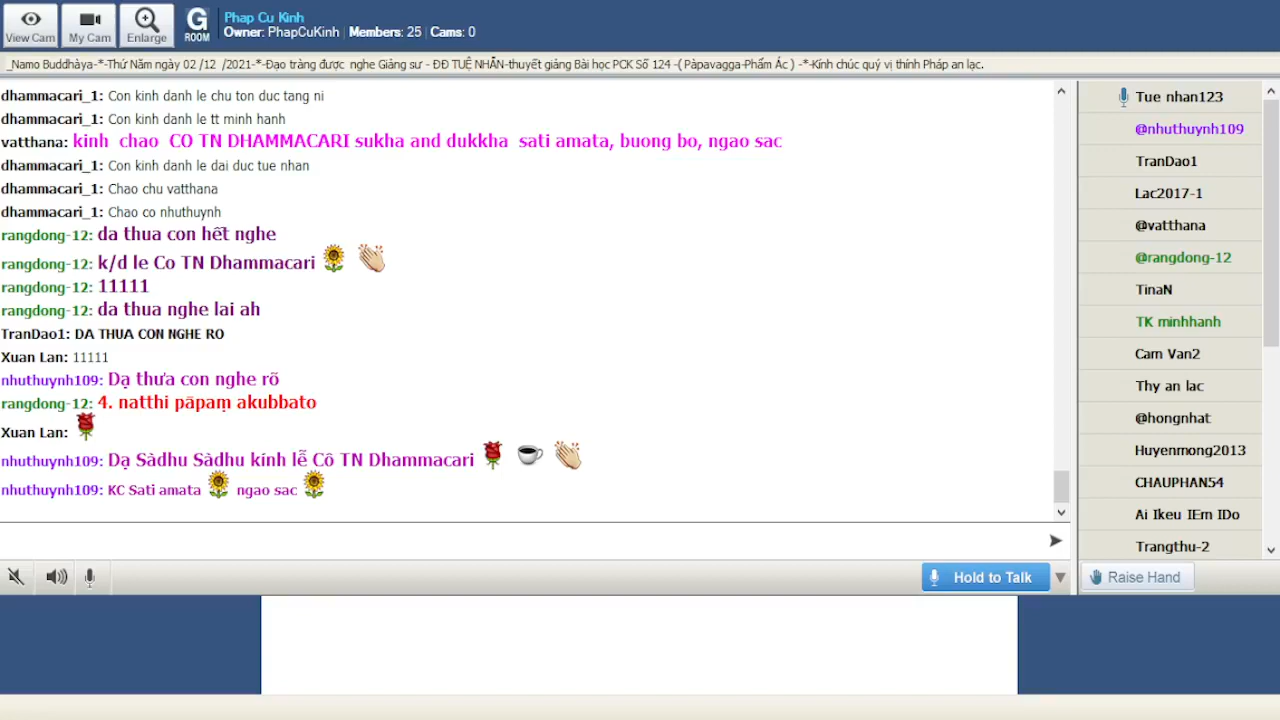 View Cam
My Cam
Enlarge
G
ROOM
Phap Cu Kinh
Owner: PhapCuKinh | Members: 25 | Cams: 0
_Namo Buddhàya-*-Thứ Năm ngày 02 /12 /2021-*-Đạo tràng được nghe Giảng sư - ĐĐ TUỆ NHẪN-thuyết giảng Bài học PCK Số 124 -( Pàpavagga-Phẩm Ác ) -*-Kính chúc quý vị thính Pháp an lạc.
dhammacari_1: Con kinh danh le chu ton duc tang ni
dhammacari_1: Con kinh danh le tt minh hanh
vatthana: kinh chao CO TN DHAMMACARI sukha and dukkha sati amata, buong bo, ngao sac
dhammacari_1: Con kinh danh le dai duc tue nhan
dhammacari_1: Chao chu vatthana
dhammacari_1: Chao co nhuthuynh
rangdong-12: da thua con hết nghe
rangdong-12: k/d le Co TN Dhammacari
rangdong-12: 11111
rangdong-12: da thua nghe lai ah
TranDao1: DA THUA CON NGHE RO
Xuan Lan: 11111
nhuthuynh109: Dạ thưa con nghe rõ
rangdong-12: 4. natthi pāpaṃ akubbato
Xuan Lan:
nhuthuynh109: Dạ Sàdhu Sàdhu kính lễ Cô TN Dhammacari
nhuthuynh109: KC Sati amata ngao sac
Hold to Talk
Tue nhan123
@nhuthuynh109
TranDao1
Lac2017-1
@vatthana
@rangdong-12
TinaN
TK minhhanh
Cam Van2
Thy an lac
@hongnhat
Huyenmong2013
CHAUPHAN54
Ai Ikeu IEm IDo
Trangthu-2
Raise Hand